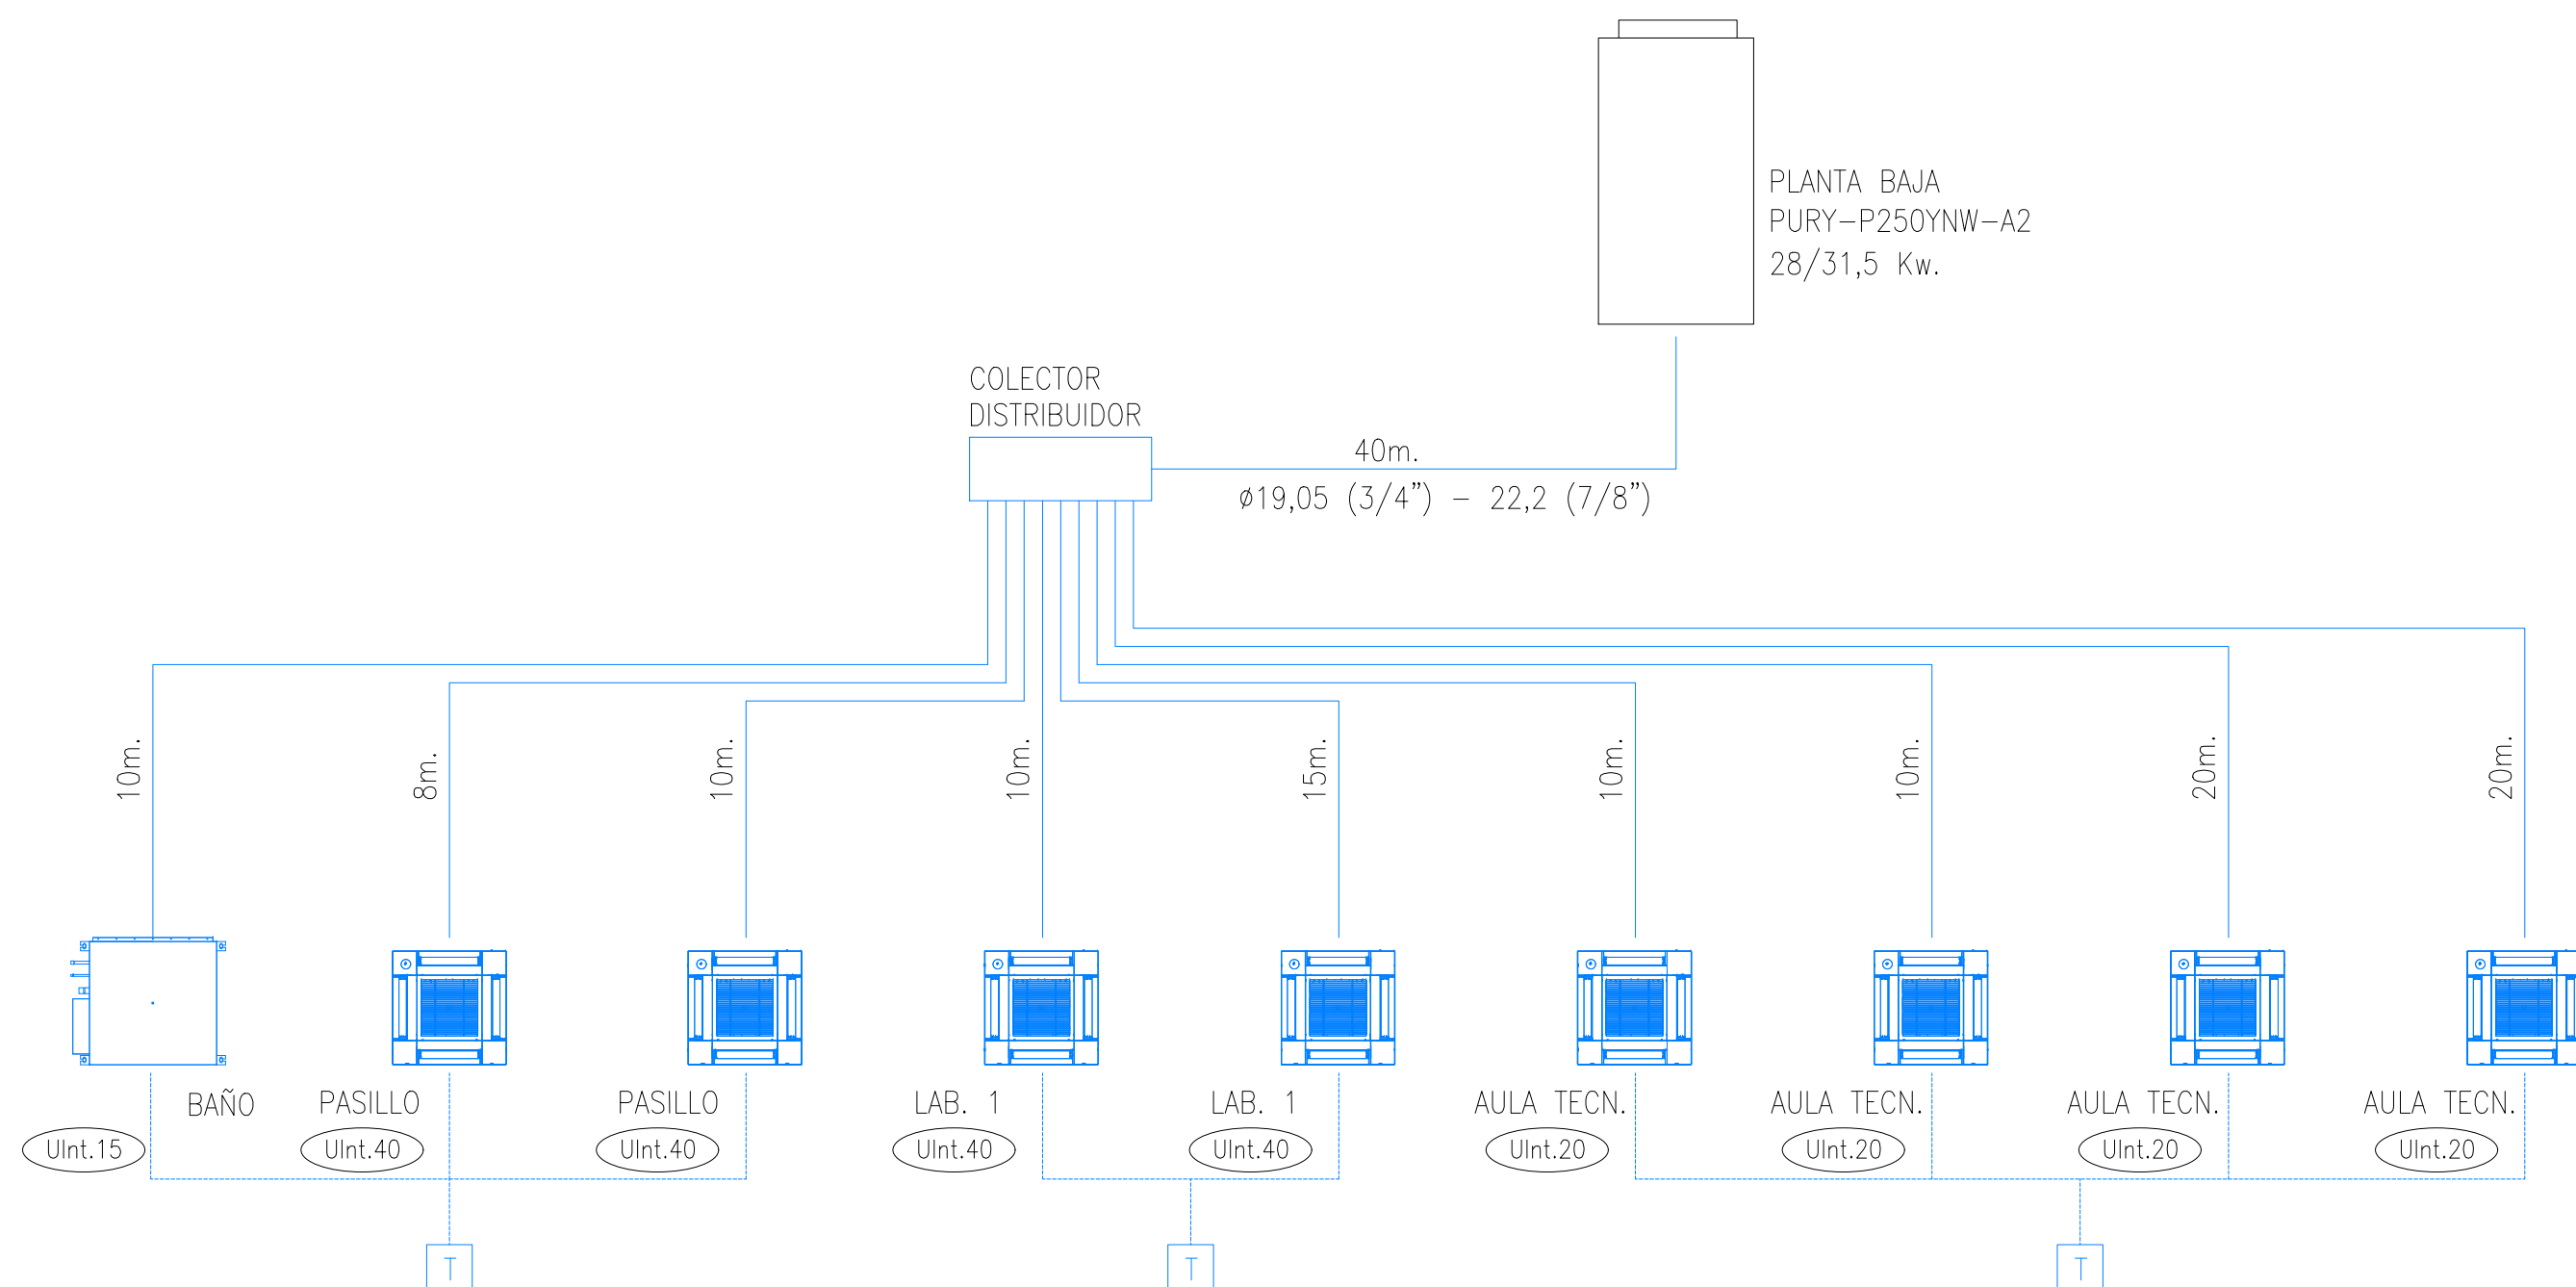 PLANTA BAJA
PURY-P250YNW-A2
28/31,5 Kw.
COLECTOR
DISTRIBUIDOR
40m.
ø19,05 (3/4”) - 22,2 (7/8”)
10m.
8m.
10m.
10m.
15m.
10m.
10m.
20m.
20m.
BAÑO
PASILLO
PASILLO
LAB. 1
LAB. 1
AULA TECN.
AULA TECN.
AULA TECN.
AULA TECN.
UInt.15
UInt.40
UInt.40
UInt.40
UInt.40
UInt.20
UInt.20
UInt.20
UInt.20
T
T
T